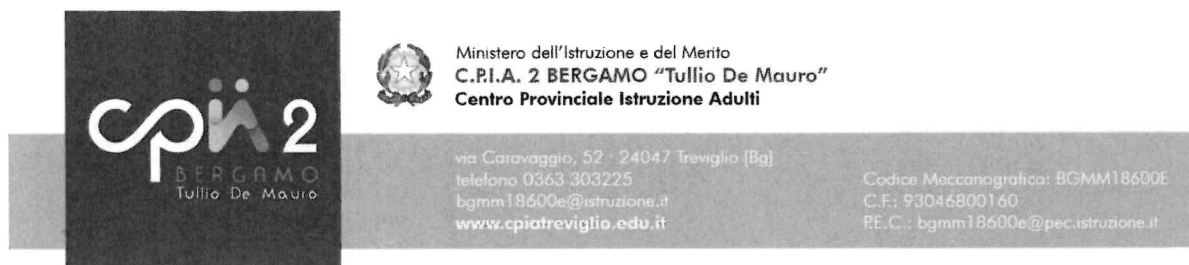 cpia 2
BERGAMO
Tullio De Mauro
Ministero dell'Istruzione e del Merito
C.P.I.A. 2 BERGAMO "Tullio De Mauro"
Centro Provinciale Istruzione Adulti
via Caravaggio, 52 - 24047 Treviglio [Bg]
telefono 0363 303225
bgmm18600e@istruzione.it
www.cpiatreviglio.edu.it
Codice Meccanografico: BGMM18600E
C.F.: 93046800160
P.E.C.: bgmm18600e@pec.istruzione.it